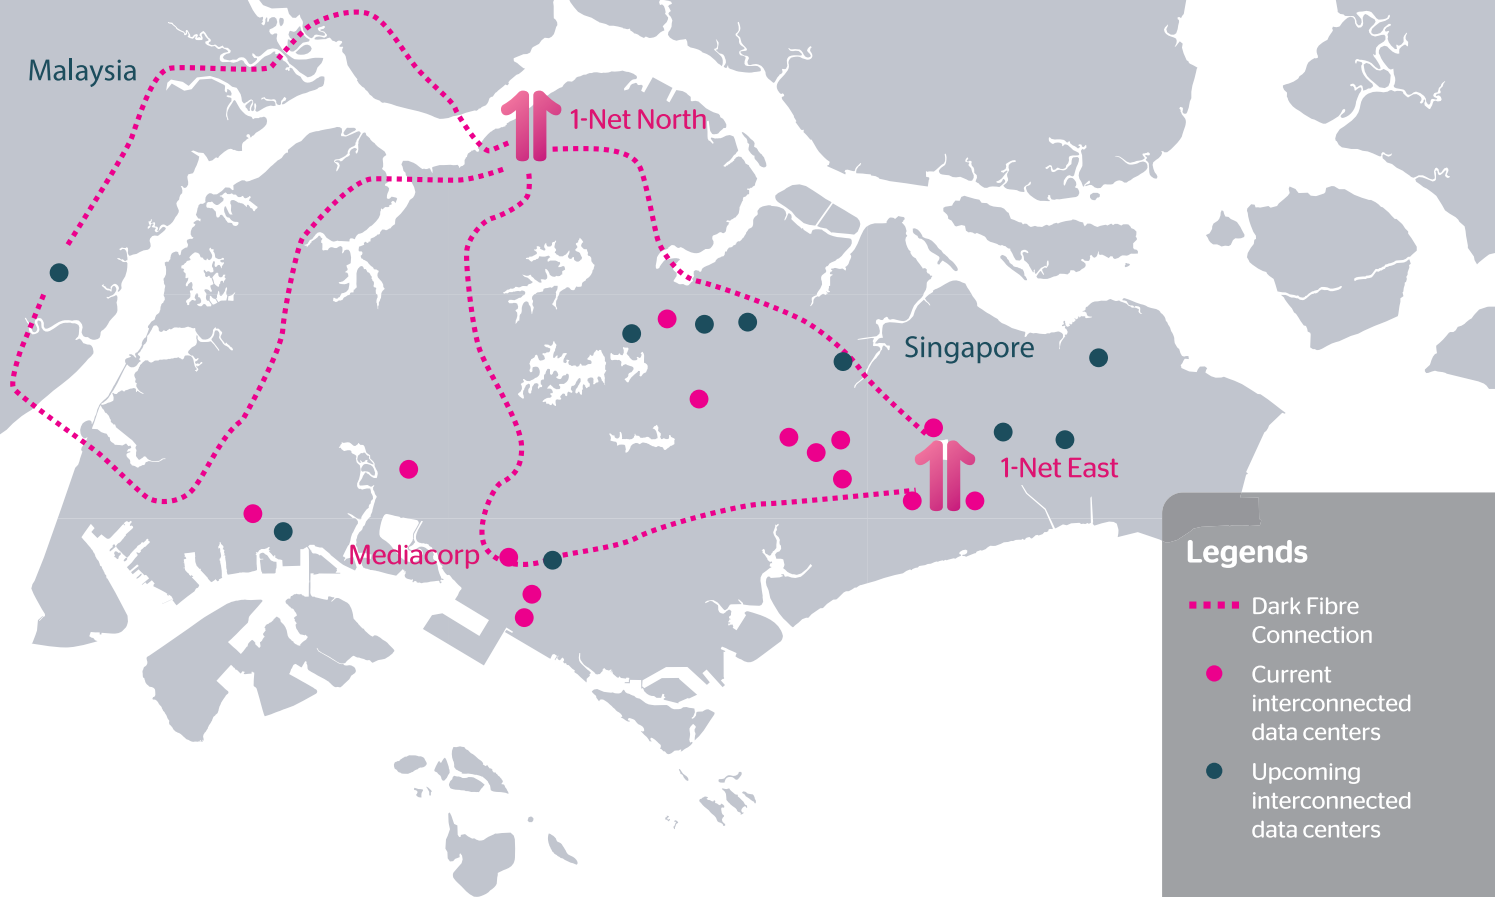 Malaysia
1-Net North
Singapore
1-Net East
Mediacorp
Legends
Dark Fibre
Connection
Current
interconnected
data centers
Upcoming
interconnected
data centers